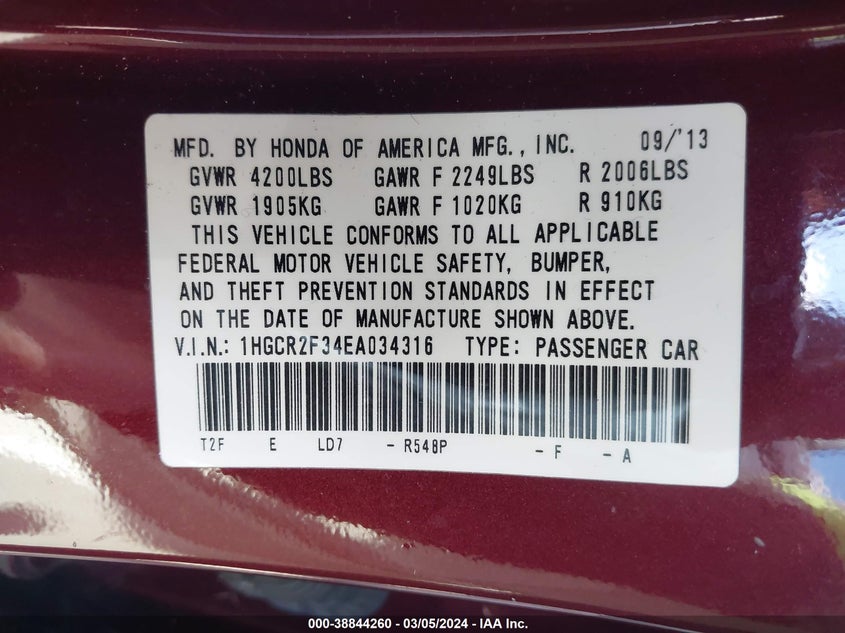 MFD. BY HONDA OF AMERICA MFG., INC. 09/'13
GVWR 4200LBS GAWR F 2249LBS R 2006LBS
GVWR 1905KG GAWR F 1020KG R 910KG
THIS VEHICLE CONFORMS TO ALL APPLICABLE
FEDERAL MOTOR VEHICLE SAFETY, BUMPER,
AND THEFT PREVENTION STANDARDS IN EFFECT
ON THE DATE OF MANUFACTURE SHOWN ABOVE.
V.I.N.: 1HGCR2F34EA034316 TYPE: PASSENGER CAR
T2F E LD7 - R548P - F - A
000-38844260 - 03/05/2024 - IAA Inc.